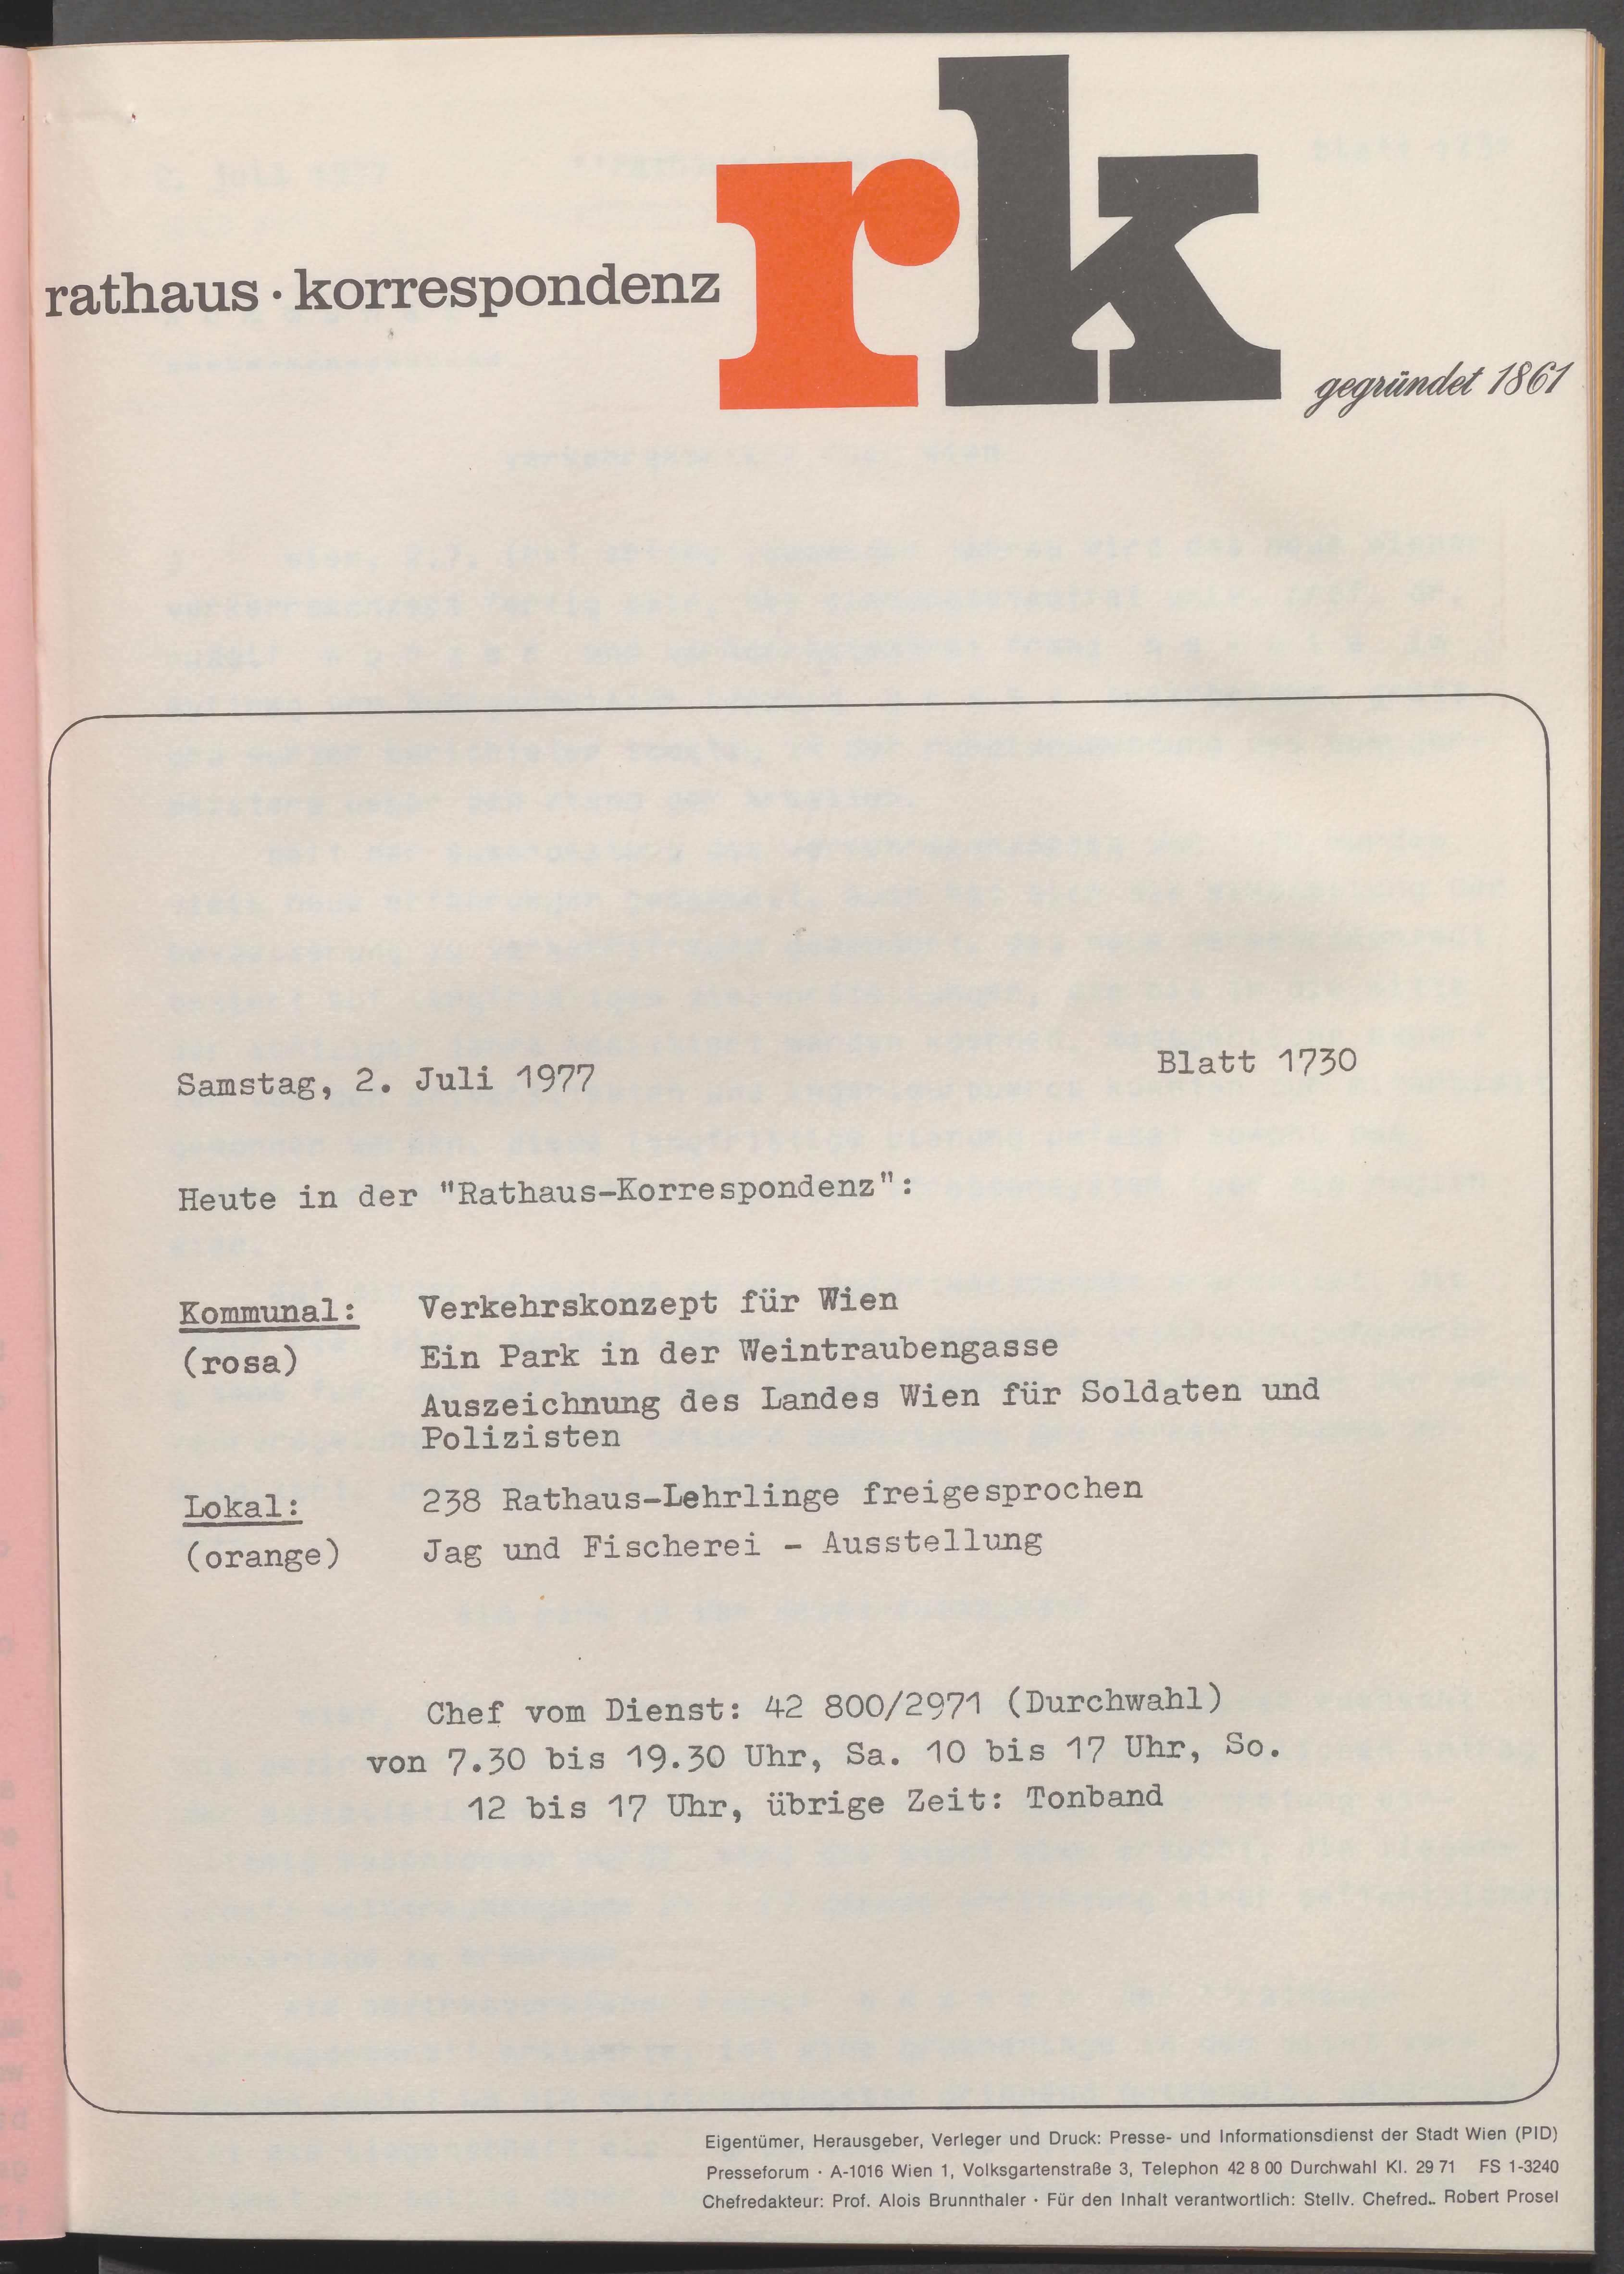 rk
rathaus · korrespondenz
gegründet 1861
Samstag, 2. Juli 1977
Blatt 1730
Heute in der "Rathaus-Korrespondenz":
Kommunal: Verkehrskonzept für Wien
(rosa) Ein Park in der Weintraubengasse
Auszeichnung des Landes Wien für Soldaten und
Polizisten
Lokal: 238 Rathaus-Lehrlinge freigesprochen
(orange) Jag und Fischerei - Ausstellung
Chef vom Dienst: 42 800/2971 (Durchwahl)
von 7.30 bis 19.30 Uhr, Sa. 10 bis 17 Uhr, So.
12 bis 17 Uhr, übrige Zeit: Tonband
Eigentümer, Herausgeber, Verleger und Druck: Presse- und Informationsdienst der Stadt Wien (PID)
Presseforum · A-1016 Wien 1, Volksgartenstraße 3, Telephon 42 8 00 Durchwahl Kl. 29 71 FS 1-3240
Chefredakteur: Prof. Alois Brunnthaler · Für den Inhalt verantwortlich: Stellv. Chefred.. Robert Prosel